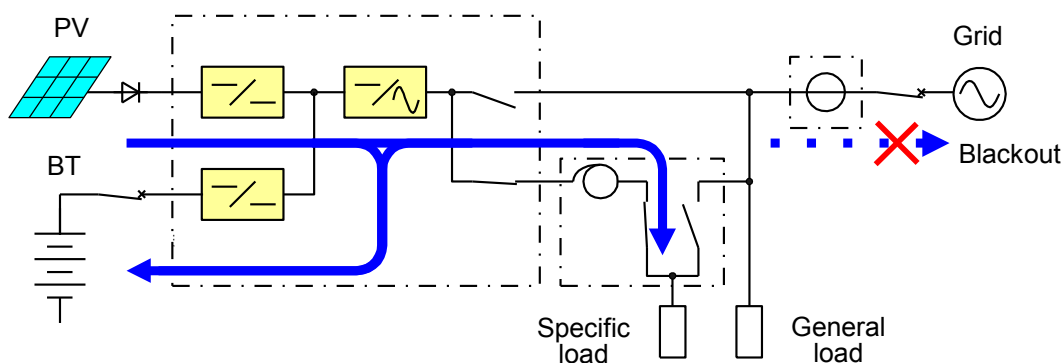 PV
Grid
BT
Blackout
Specific
load
General
load